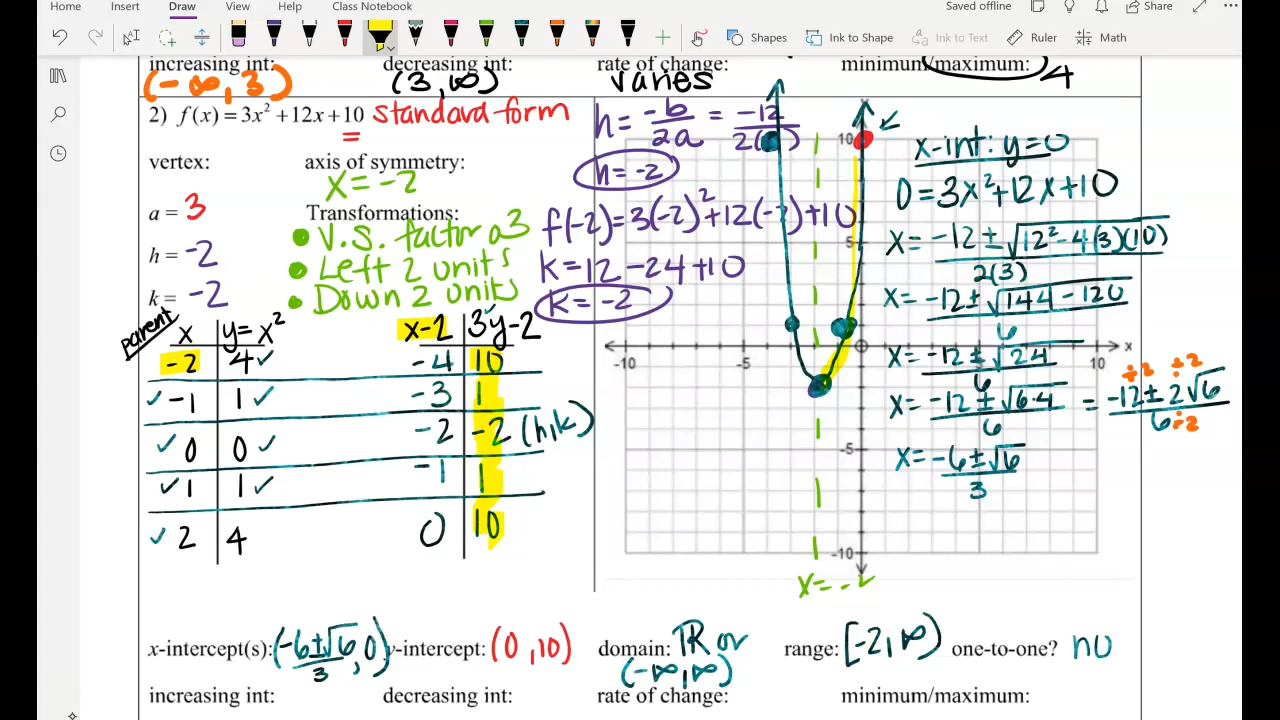 Home Insert Draw View Class Notebook Saved offline Share
Shapes Ink to Shape Ink to Text Ruler Math
increasing int: decreasing int: rate of change: minimum/maximum:
(-∞, 3) (3, ∞) varies 4
2) f(x) = 3x² + 12x + 10 = standard form
vertex: axis of symmetry:
x = -2
a = 3 Transformations:
• V.S. factor a 3
h = -2 • Left 2 units
k = -2 • Down 2 units
h = -b/2a = -12/2(3)
h = -2
f(-2) = 3(-2)² + 12(-2) + 10
k = 12 - 24 + 10
k = -2
parent
x y = x² x-2 3y-2
-2 4 -4 10
-1 1 -3 1
0 0 -2 -2 (h,k)
1 1 -1 1
2 4 0 10
10
5
-10 -5 10 x
-5
-10
x = -2
x-int: y=0
0 = 3x² + 12x + 10
x = -12 ± √(12² - 4(3)(10)) / 2(3)
x = -12 ± √(144 - 120) / 6
x = -12 ± √24 / 6
x = -12 ± √(6·4) / 6 = -12 ± 2√6 / 6
÷2 ÷2 ÷2
x = -6 ± √6 / 3
x-intercept(s): (-6±√6/3, 0) y-intercept: (0, 10) domain: ℝ or (-∞, ∞) range: [-2, ∞) one-to-one? no
increasing int: decreasing int: rate of change: minimum/maximum: